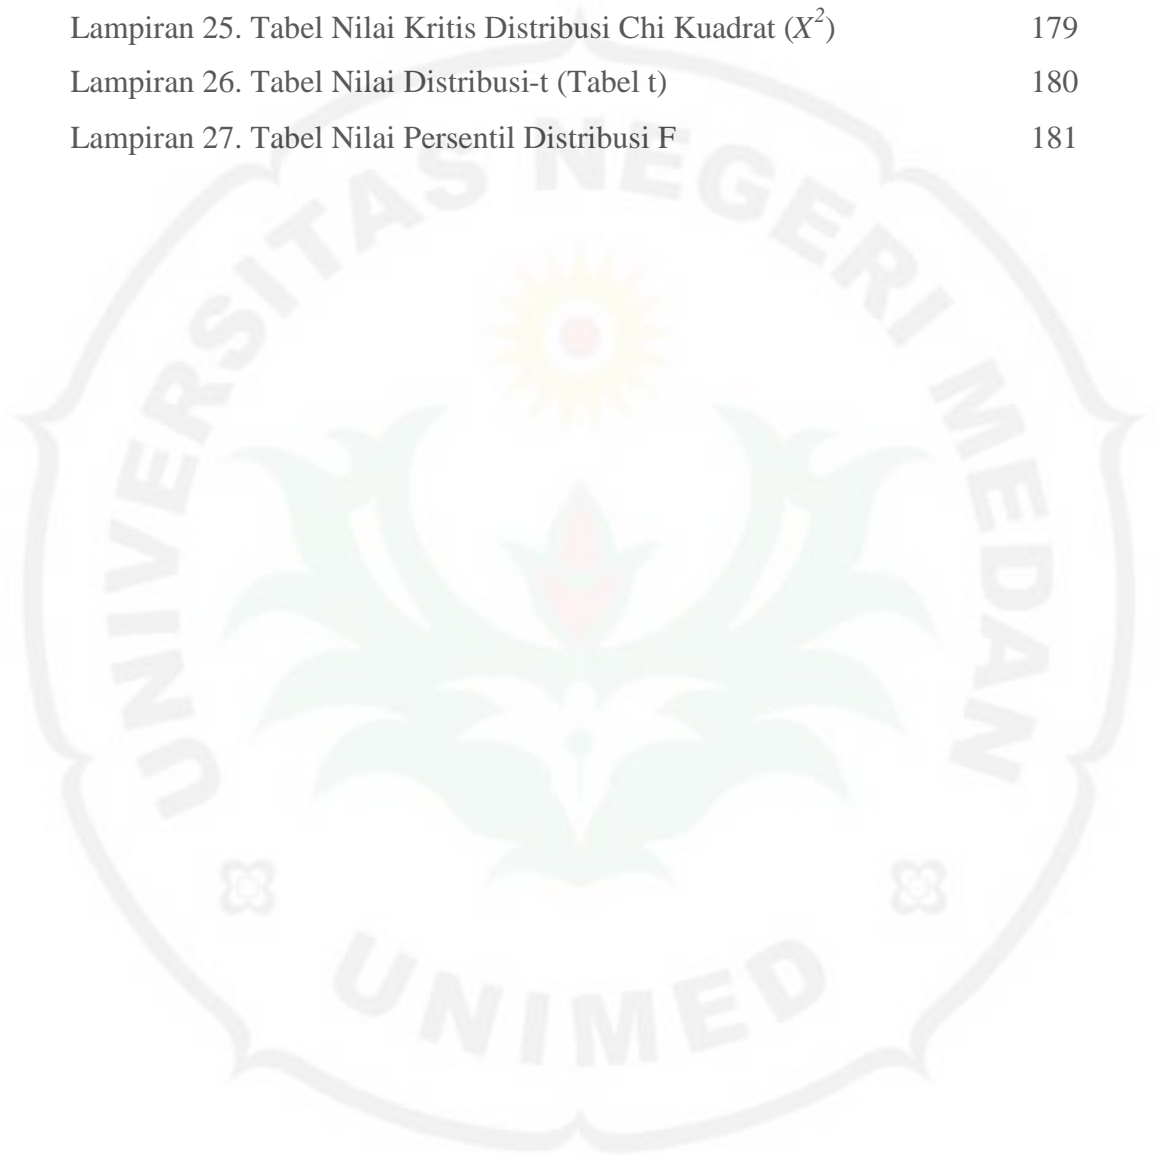 Lampiran 25. Tabel Nilai Kritis Distribusi Chi Kuadrat (X²) 179
Lampiran 26. Tabel Nilai Distribusi-t (Tabel t) 180
Lampiran 27. Tabel Nilai Persentil Distribusi F 181
UNIVERSITAS NEGERI MEDAN
UNIMED